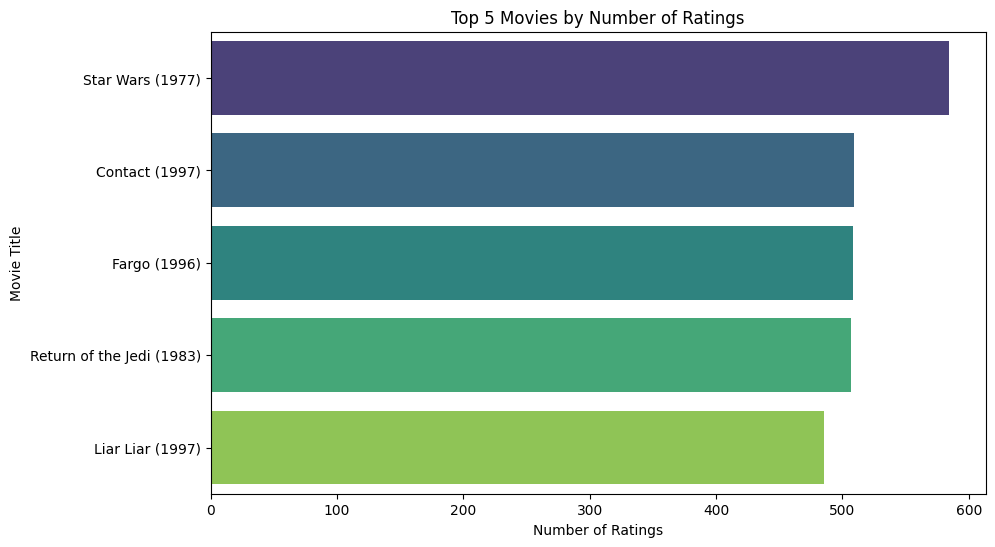 Top 5 Movies by Number of Ratings
Movie Title
Star Wars (1977)
Contact (1997)
Fargo (1996)
Return of the Jedi (1983)
Liar Liar (1997)
0 100 200 300 400 500 600
Number of Ratings